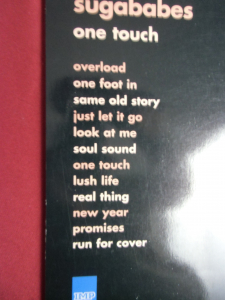 sugababes
one touch
overload
one foot in
same old story
just let it go
look at me
soul sound
one touch
lush life
real thing
new year
promises
run for cover
IMP